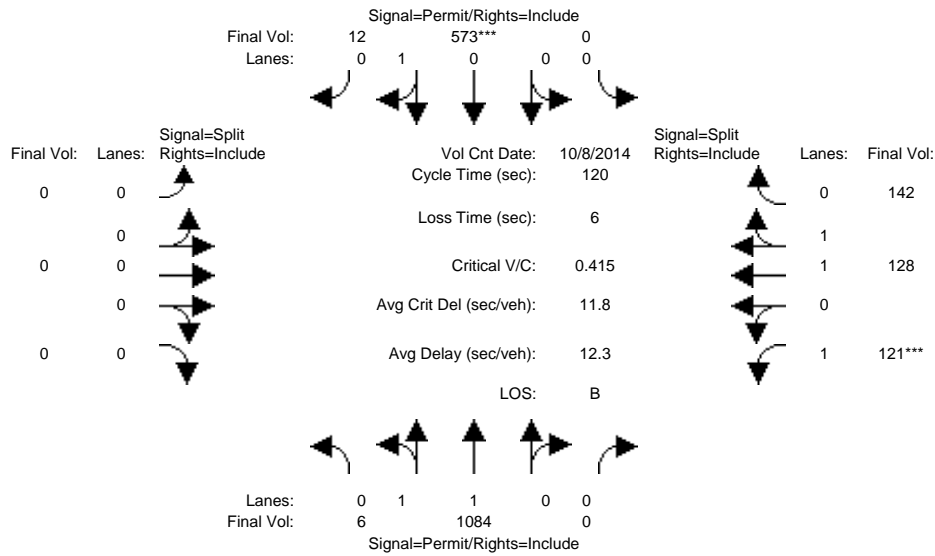 Signal=Permit/Rights=Include
Final Vol: 12 573*** 0
Lanes: 0 1 0 0 0
Signal=Split Signal=Split
Final Vol: Lanes: Rights=Include Vol Cnt Date: 10/8/2014 Rights=Include Lanes: Final Vol:
Cycle Time (sec): 120
0 0 0 142
Loss Time (sec): 6
0 1
0 0 Critical V/C: 0.415 1 128
0 Avg Crit Del (sec/veh): 11.8 0
0 0 Avg Delay (sec/veh): 12.3 1 121***
LOS: B
Lanes: 0 1 1 0 0
Final Vol: 6 1084 0
Signal=Permit/Rights=Include